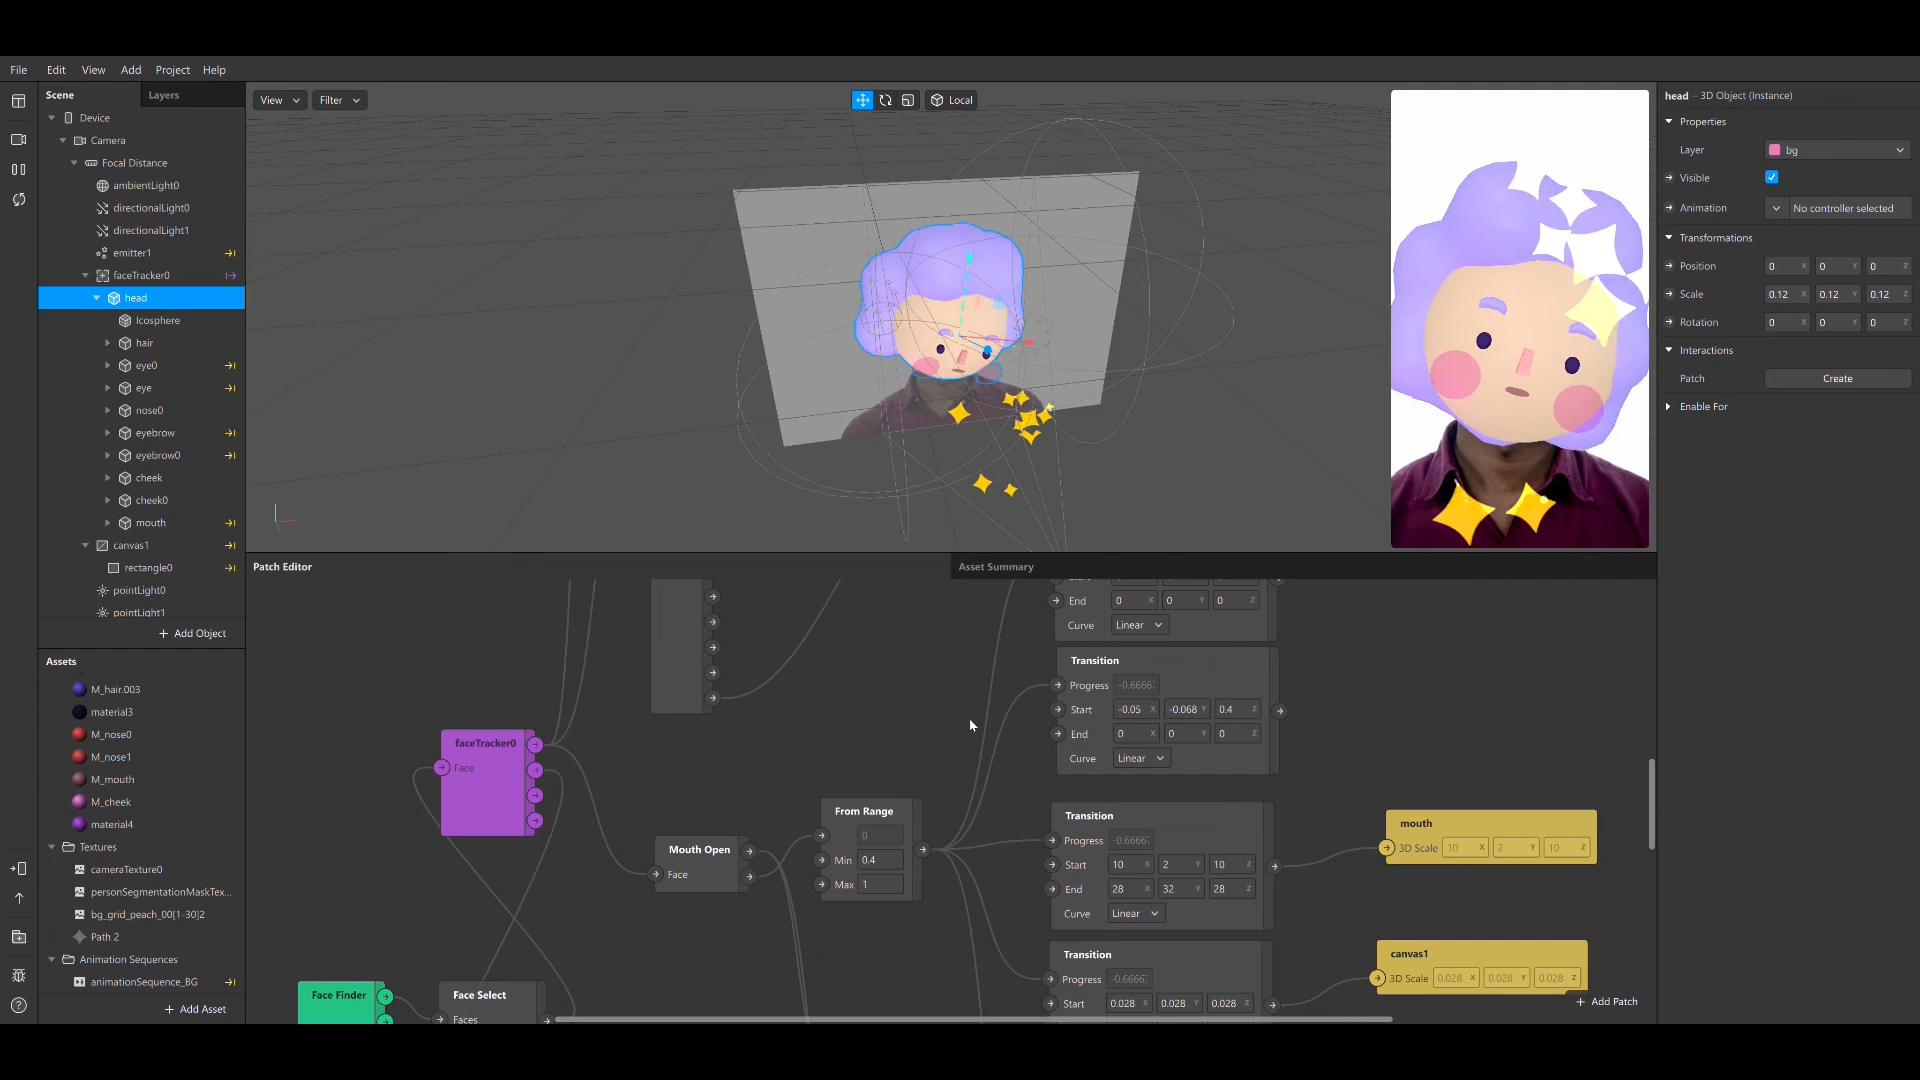 File Edit View Add Project Help
Scene Layers
Device
Camera
Focal Distance
ambientLight0
directionalLight0
directionalLight1
emitter1
faceTracker0
head
Icosphere
hair
eye0
eye
nose0
eyebrow
eyebrow0
cheek
cheek0
mouth
canvas1
rectangle0
pointLight0
pointLight1
+ Add Object
Assets
M_hair.003
material3
M_nose0
M_nose1
M_mouth
M_cheek
material4
Textures
cameraTexture0
personSegmentationMaskTex...
bg_grid_peach_00[1-30]2
Path 2
Animation Sequences
animationSequence_BG
+ Add Asset
View Filter Local
Patch Editor
Asset Summary
End 0 X 0 Y 0 Z
Curve Linear
Transition
Progress -0.6666
Start -0.05 X -0.068 Y 0.4 Z
End 0 X 0 Y 0 Z
Curve Linear
faceTracker0
Face
Mouth Open
Face
From Range
0
Min 0.4
Max 1
Transition
Progress -0.6666
Start 10 X 2 Y 10 Z
End 28 X 32 Y 28 Z
Curve Linear
mouth
3D Scale 10 X 2 Y 10 Z
Transition
Progress -0.6666
Start 0.028 X 0.028 Y 0.028 Z
canvas1
3D Scale 0.028 X 0.028 Y 0.028 Z
Face Finder
Face Select
Faces
+ Add Patch
head – 3D Object (Instance)
Properties
Layer bg
Visible
Animation No controller selected
Transformations
Position 0 X 0 Y 0 Z
Scale 0.12 X 0.12 Y 0.12 Z
Rotation 0 X 0 Y 0 Z
Interactions
Patch Create
Enable For